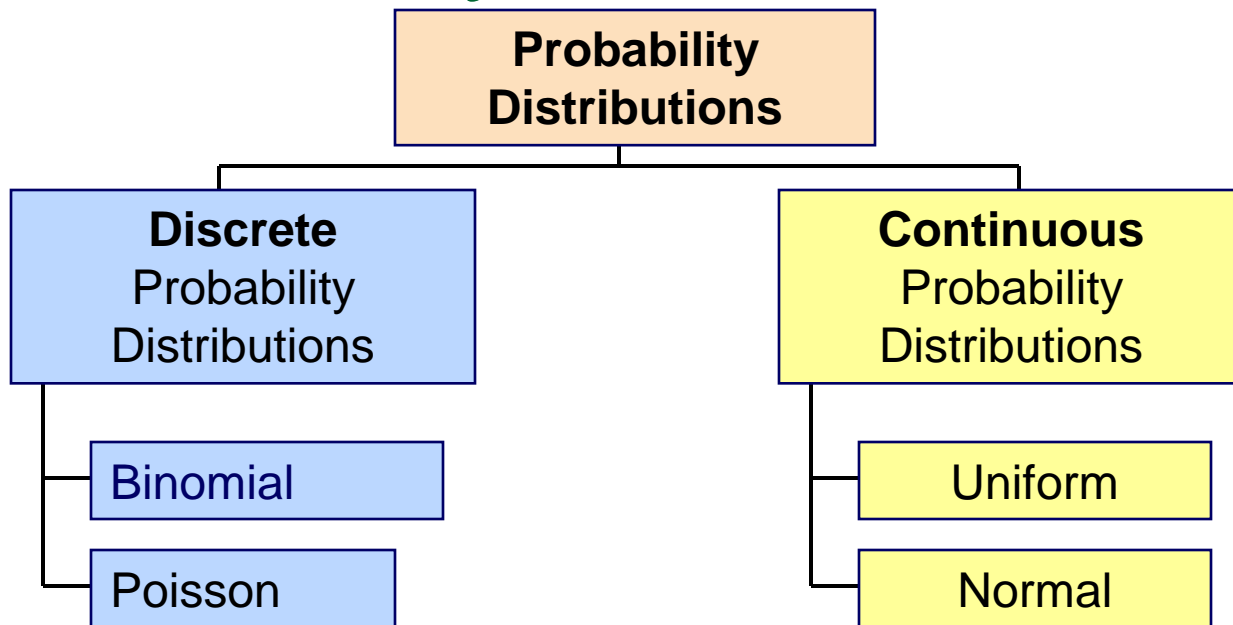 Probability
Distributions
Discrete
Probability
Distributions
Continuous
Probability
Distributions
Binomial
Uniform
Poisson
Normal